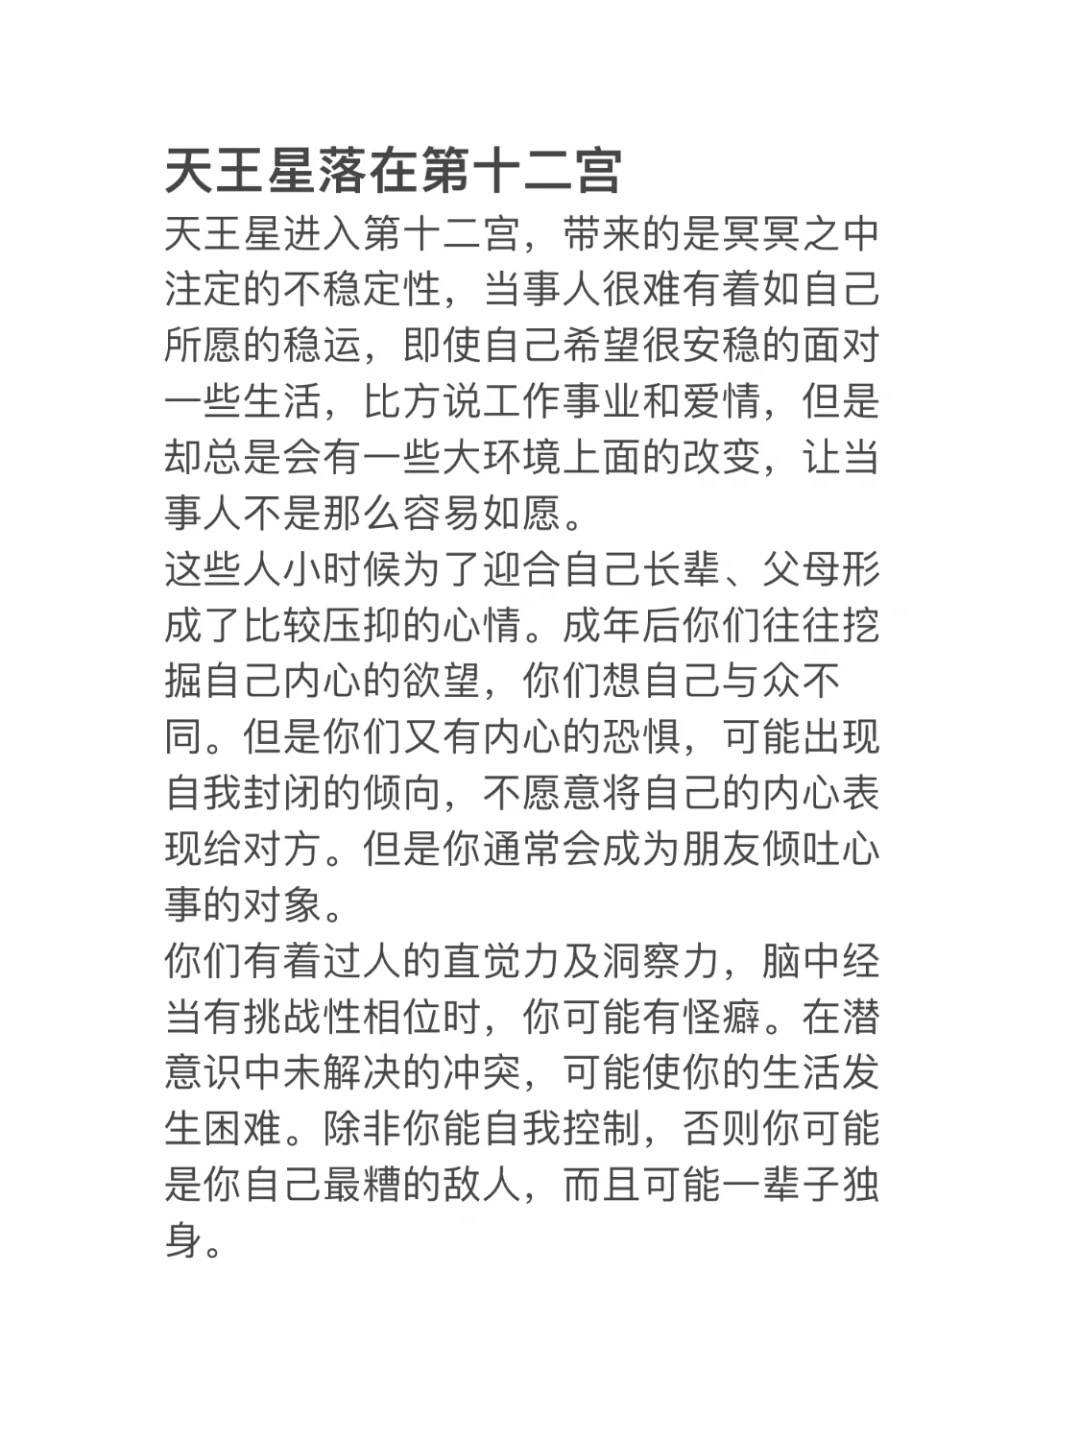 天王星落在第十二宫
天王星进入第十二宫，带来的是冥冥之中
注定的不稳定性，当事人很难有着如自己
所愿的稳运，即使自己希望很安稳的面对
一些生活，比方说工作事业和爱情，但是
却总是会有一些大环境上面的改变，让当
事人不是那么容易如愿。
这些人小时候为了迎合自己长辈、父母形
成了比较压抑的心情。成年后你们往往挖
掘自己内心的欲望，你们想自己与众不
同。但是你们又有内心的恐惧，可能出现
自我封闭的倾向，不愿意将自己的内心表
现给对方。但是你通常会成为朋友倾吐心
事的对象。
你们有着过人的直觉力及洞察力，脑中经
当有挑战性相位时，你可能有怪癖。在潜
意识中未解决的冲突，可能使你的生活发
生困难。除非你能自我控制，否则你可能
是你自己最糟的敌人，而且可能一辈子独
身。